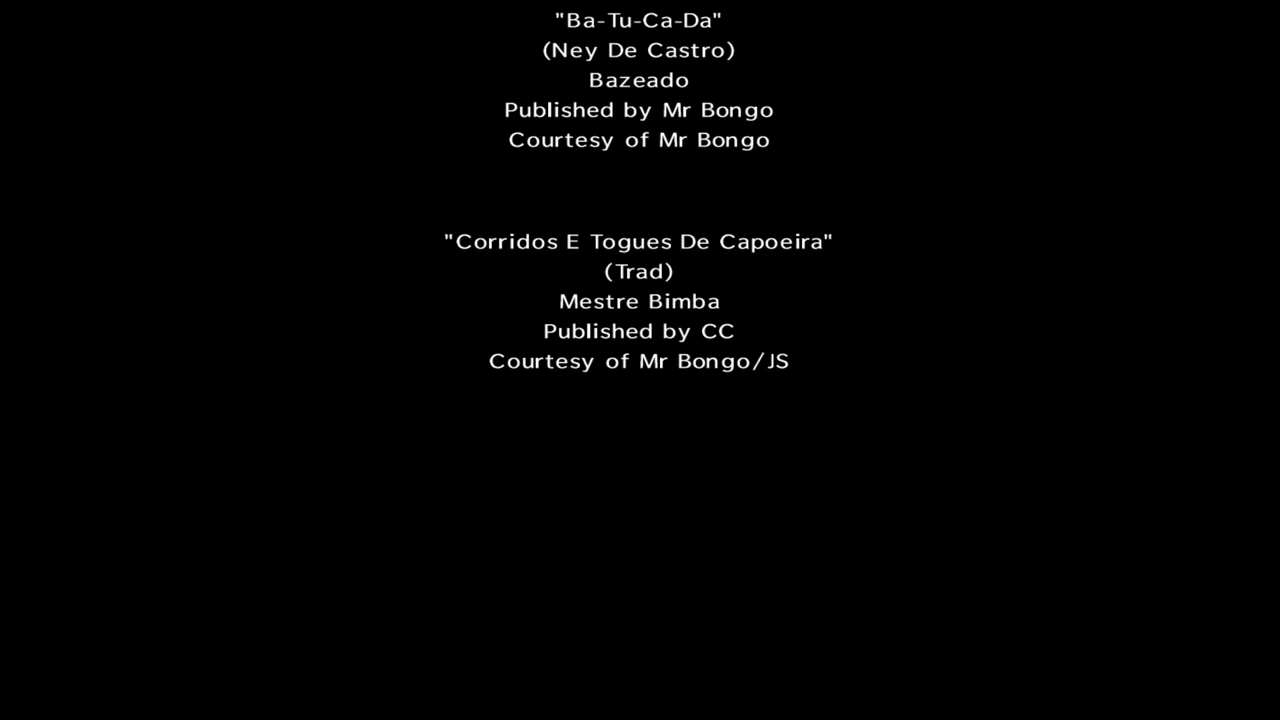 "Ba-Tu-Ca-Da"
(Ney De Castro)
Bazeado
Published by Mr Bongo
Courtesy of Mr Bongo
"Corridos E Togues De Capoeira"
(Trad)
Mestre Bimba
Published by CC
Courtesy of Mr Bongo/JS